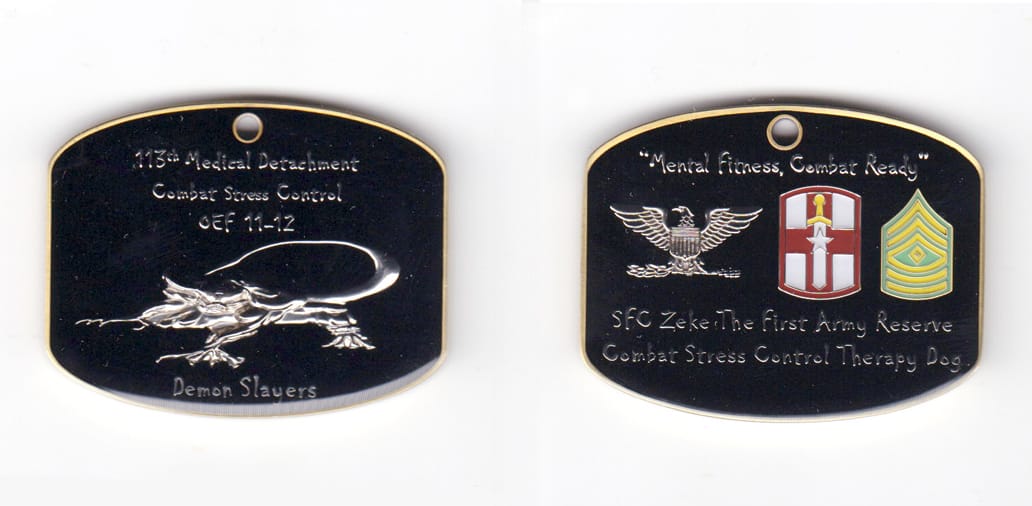 113th Medical Detachment
Combat Stress Control
OEF 11-12
Demon Slayers
"Mental Fitness, Combat Ready"
SFC Zeke: The First Army Reserve
Combat Stress Control Therapy Dog